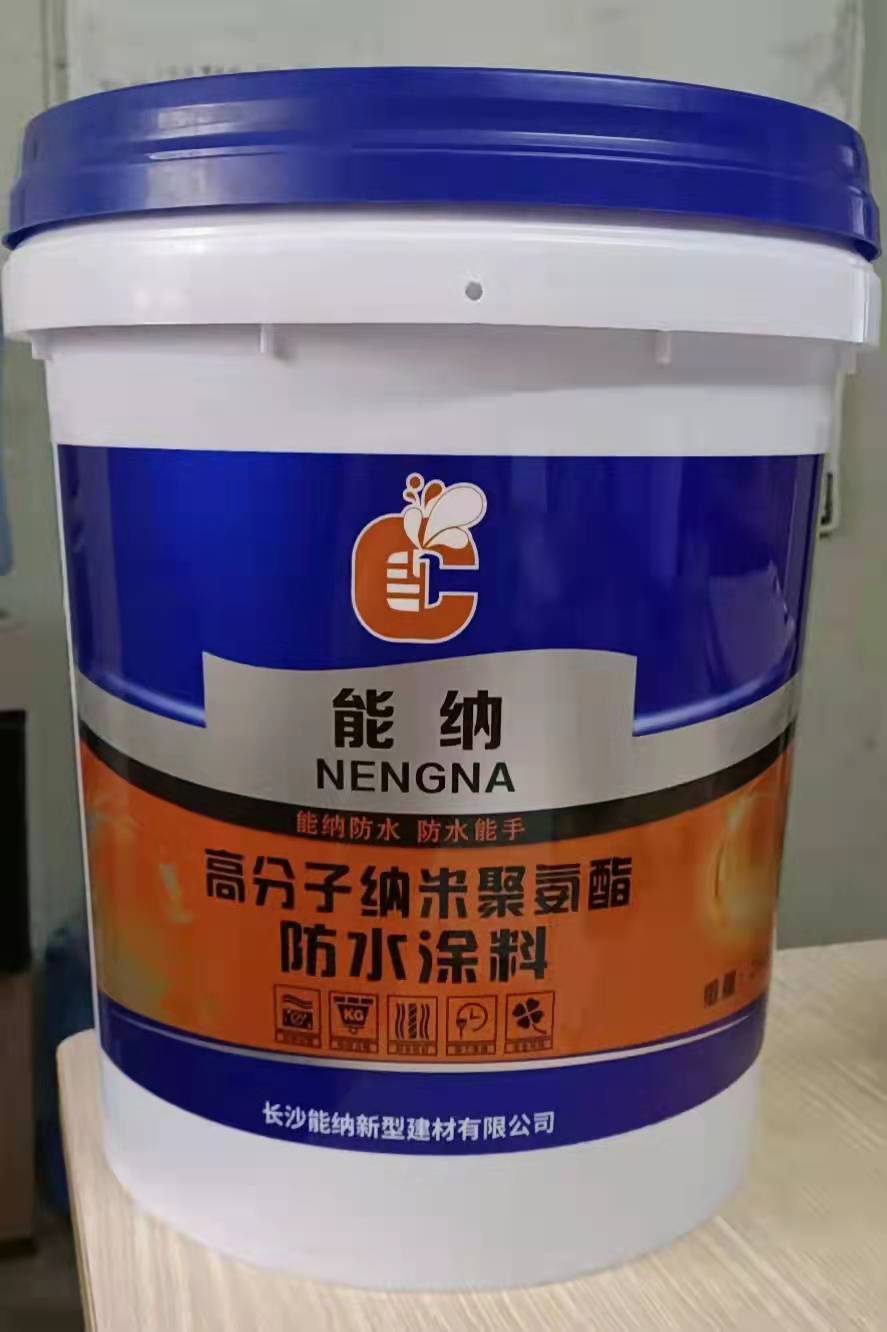 能纳
NENGNA
能纳防水 防水能手
高分子纳米聚氨酯
防水涂料
KG
长沙能纳新型建材有限公司